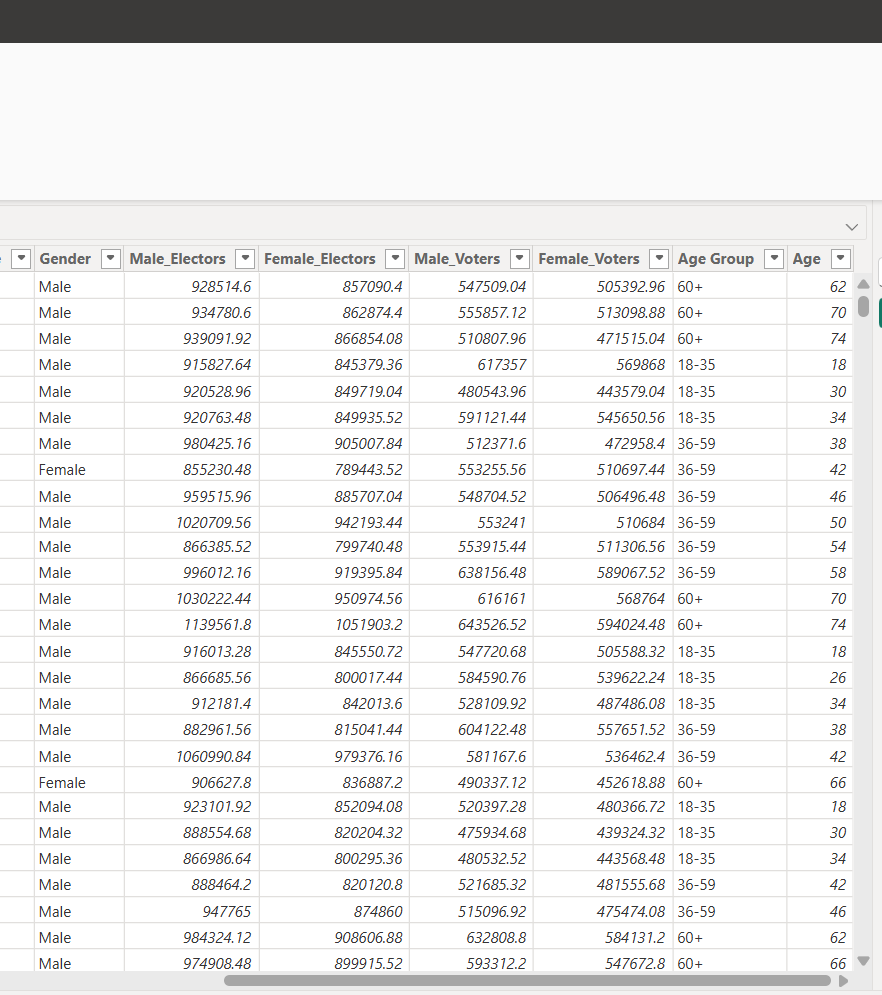 Gender Male_Electors Female_Electors Male_Voters Female_Voters Age Group Age
Male 928514.6 857090.4 547509.04 505392.96 60+ 62
Male 934780.6 862874.4 555857.12 513098.88 60+ 70
Male 939091.92 866854.08 510807.96 471515.04 60+ 74
Male 915827.64 845379.36 617357 569868 18-35 18
Male 920528.96 849719.04 480543.96 443579.04 18-35 30
Male 920763.48 849935.52 591121.44 545650.56 18-35 34
Male 980425.16 905007.84 512371.6 472958.4 36-59 38
Female 855230.48 789443.52 553255.56 510697.44 36-59 42
Male 959515.96 885707.04 548704.52 506496.48 36-59 46
Male 1020709.56 942193.44 553241 510684 36-59 50
Male 866385.52 799740.48 553915.44 511306.56 36-59 54
Male 996012.16 919395.84 638156.48 589067.52 36-59 58
Male 1030222.44 950974.56 616161 568764 60+ 70
Male 1139561.8 1051903.2 643526.52 594024.48 60+ 74
Male 916013.28 845550.72 547720.68 505588.32 18-35 18
Male 866685.56 800017.44 584590.76 539622.24 18-35 26
Male 912181.4 842013.6 528109.92 487486.08 18-35 34
Male 882961.56 815041.44 604122.48 557651.52 36-59 38
Male 1060990.84 979376.16 581167.6 536462.4 36-59 42
Female 906627.8 836887.2 490337.12 452618.88 60+ 66
Male 923101.92 852094.08 520397.28 480366.72 18-35 18
Male 888554.68 820204.32 475934.68 439324.32 18-35 30
Male 866986.64 800295.36 480532.52 443568.48 18-35 34
Male 888464.2 820120.8 521685.32 481555.68 36-59 42
Male 947765 874860 515096.92 475474.08 36-59 46
Male 984324.12 908606.88 632808.8 584131.2 60+ 62
Male 974908.48 899915.52 593312.2 547672.8 60+ 66